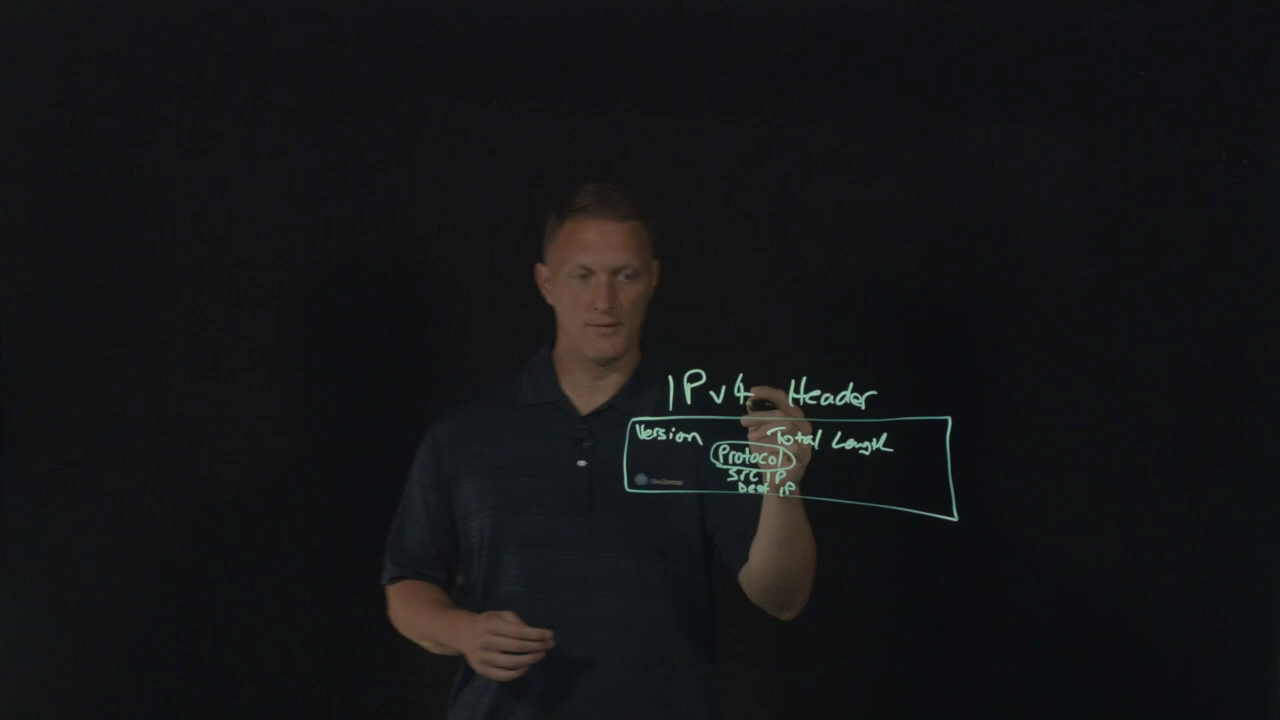 IPv4 Header
Version Total Length
Protocol
Src IP
Dest IP